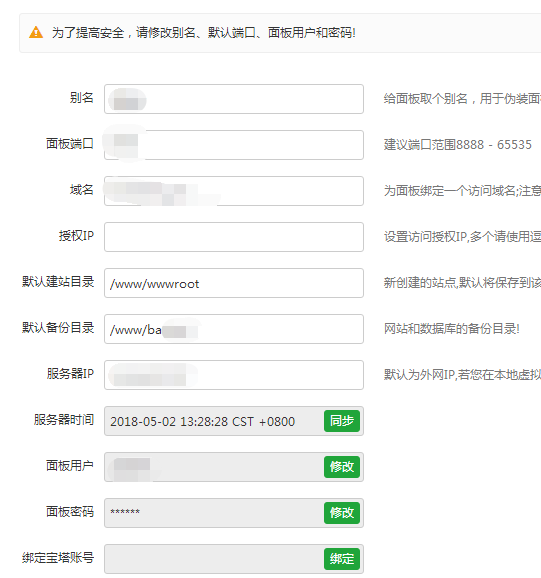 为了提高安全，请修改别名、默认端口、面板用户和密码!
别名 给面板取个别名，用于伪装面
面板端口 建议端口范围8888 - 65535
域名 为面板绑定一个访问域名;注意
授权IP 设置访问授权IP,多个请使用逗
默认建站目录 /www/wwwroot 新创建的站点,默认将保存到该
默认备份目录 /www/ba 网站和数据库的备份目录!
服务器IP 默认为外网IP,若您在本地虚拟
服务器时间 2018-05-02 13:28:28 CST +0800 同步
面板用户 修改
面板密码 ****** 修改
绑定宝塔账号 绑定